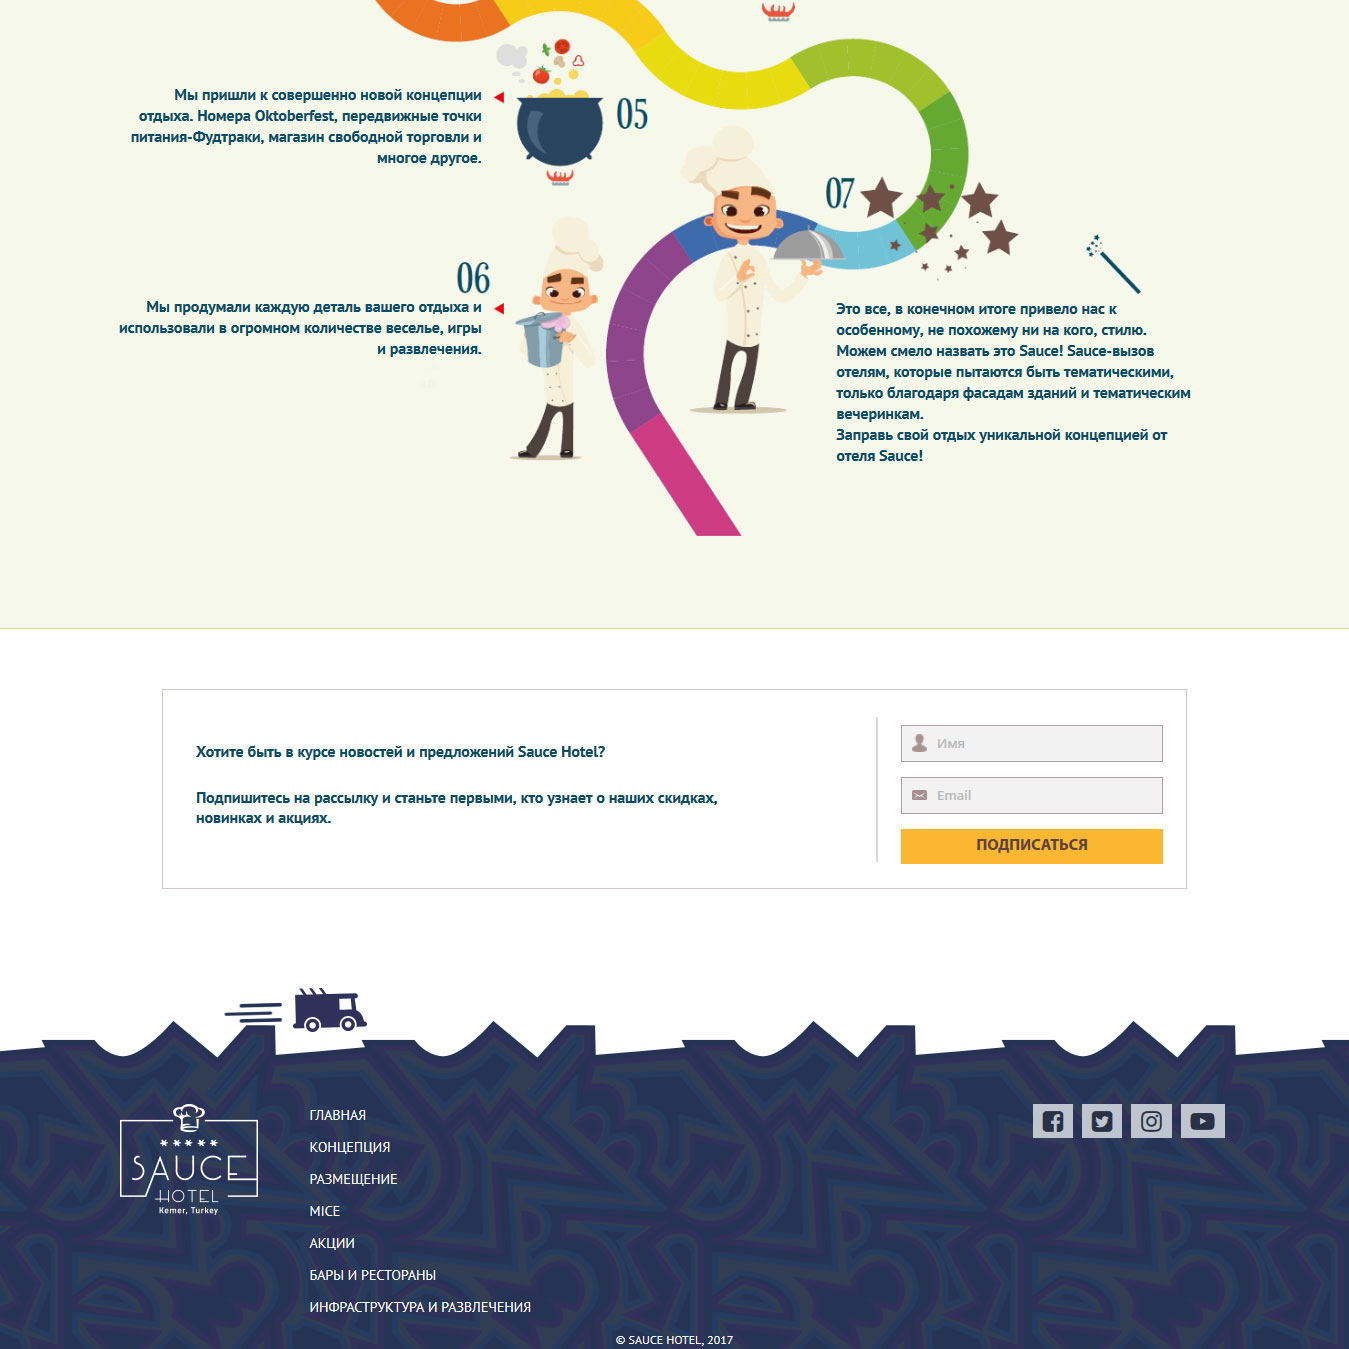 05
Мы пришли к совершенно новой концепции
отдыха. Номера Oktoberfest, передвижные точки
питания-Фудтраки, магазин свободной торговли и
многое другое.
06
Мы продумали каждую деталь вашего отдыха и
использовали в огромном количестве веселье, игры
и развлечения.
07
Это все, в конечном итоге привело нас к
особенному, не похожему ни на кого, стилю.
Можем смело назвать это Sauce! Sauce-вызов
отелям, которые пытаются быть тематическими,
только благодаря фасадам зданий и тематическим
вечеринкам.
Заправь свой отдых уникальной концепцией от
отеля Sauce!
Хотите быть в курсе новостей и предложений Sauce Hotel?
Подпишитесь на рассылку и станьте первыми, кто узнает о наших скидках,
новинках и акциях.
Имя
Email
ПОДПИСАТЬСЯ
SAUCE
HOTEL
Kemer, Turkey
ГЛАВНАЯ
КОНЦЕПЦИЯ
РАЗМЕЩЕНИЕ
MICE
АКЦИИ
БАРЫ И РЕСТОРАНЫ
ИНФРАСТРУКТУРА И РАЗВЛЕЧЕНИЯ
© SAUCE HOTEL, 2017